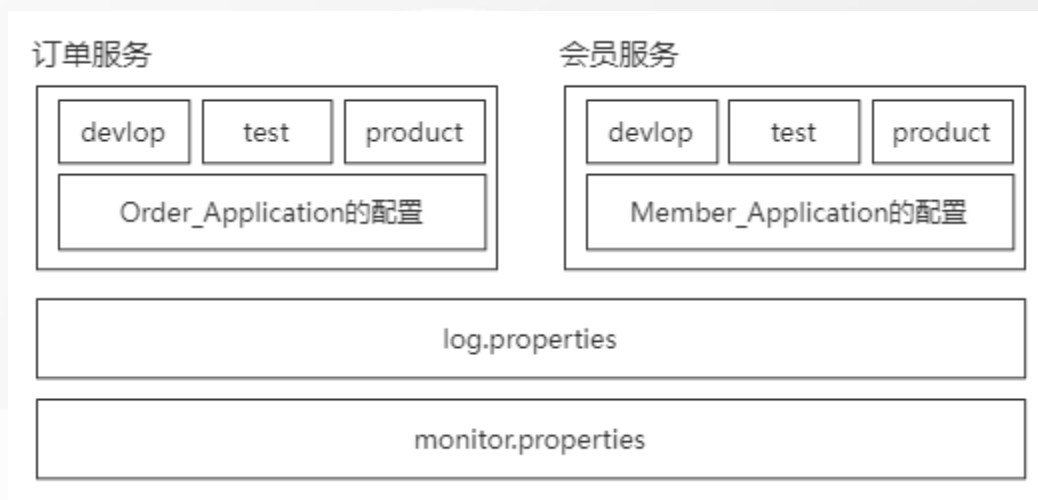 订单服务
会员服务
devlop
test
product
devlop
test
product
Order_Application的配置
Member_Application的配置
log.properties
monitor.properties